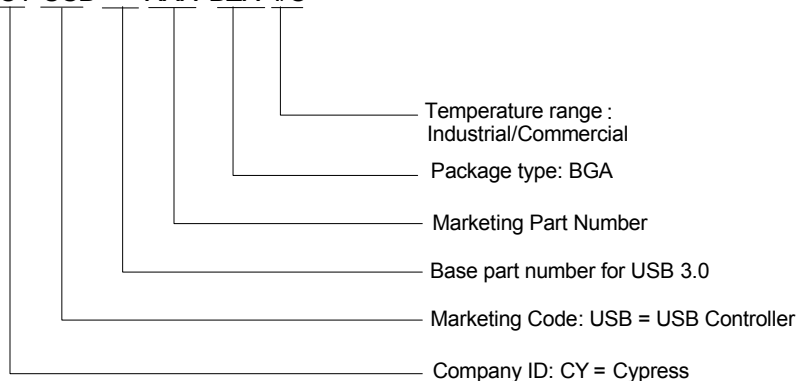 Temperature range :
Industrial/Commercial
Package type: BGA
Marketing Part Number
Base part number for USB 3.0
Marketing Code: USB = USB Controller
Company ID: CY = Cypress